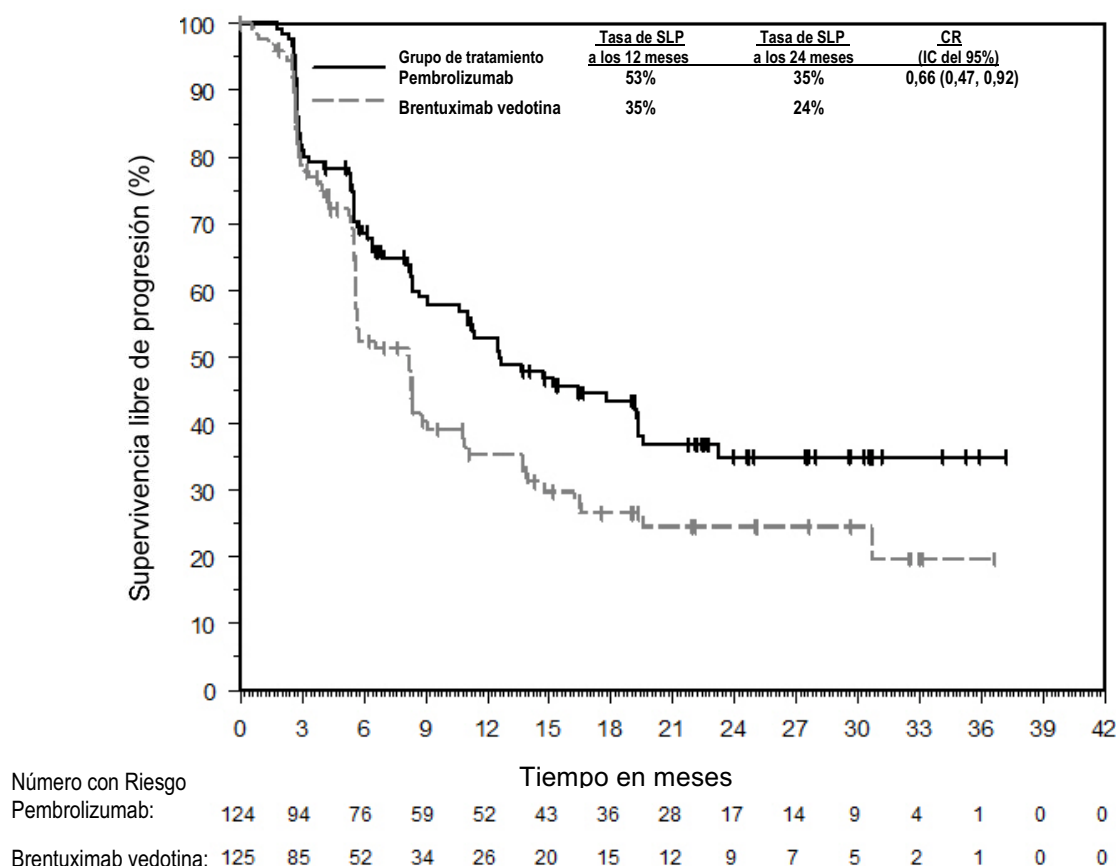 Supervivencia libre de progresión (%)
100
90
80
70
60
50
40
30
20
10
0
Grupo de tratamiento
Tasa de SLP
a los 12 meses
Tasa de SLP
a los 24 meses
CR
(IC del 95%)
Pembrolizumab 53% 35% 0,66 (0,47, 0,92)
Brentuximab vedotina 35% 24%
0 3 6 9 12 15 18 21 24 27 30 33 36 39 42
Tiempo en meses
Número con Riesgo
Pembrolizumab: 124 94 76 59 52 43 36 28 17 14 9 4 1 0 0
Brentuximab vedotina: 125 85 52 34 26 20 15 12 9 7 5 2 1 0 0